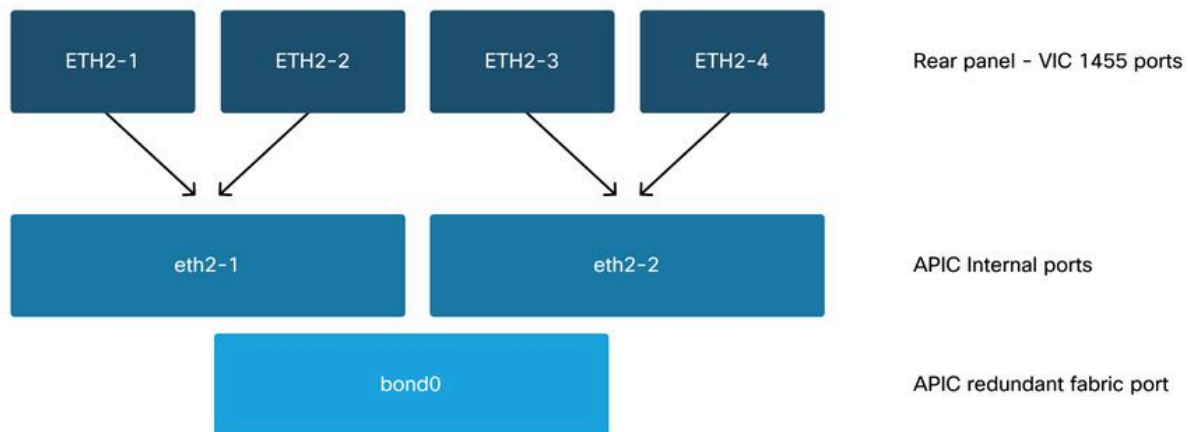 ETH2-1
ETH2-2
ETH2-3
ETH2-4
Rear panel - VIC 1455 ports
eth2-1
eth2-2
APIC Internal ports
bond0
APIC redundant fabric port